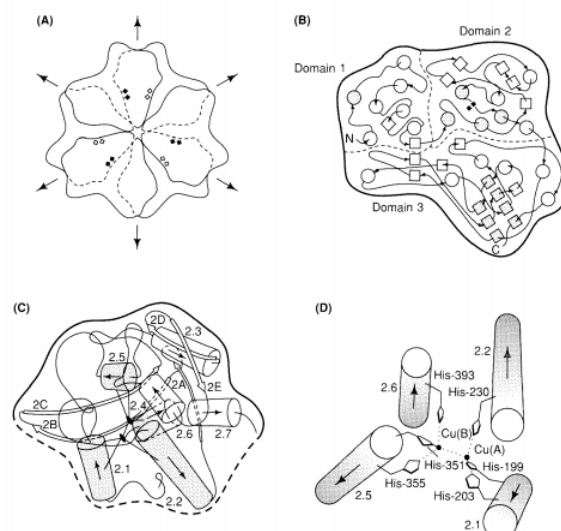 (A)
(B)
Domain 1
Domain 2
N
Domain 3
C
(C)
2D
2.3
2.5
2A
2E
2C
2.4
2B
2.6
2.7
2.1
2.2
(D)
2.2
His-393
2.6
His-230
Cu(B)
Cu(A)
His-351
His-199
His-355
2.5
His-203
2.1